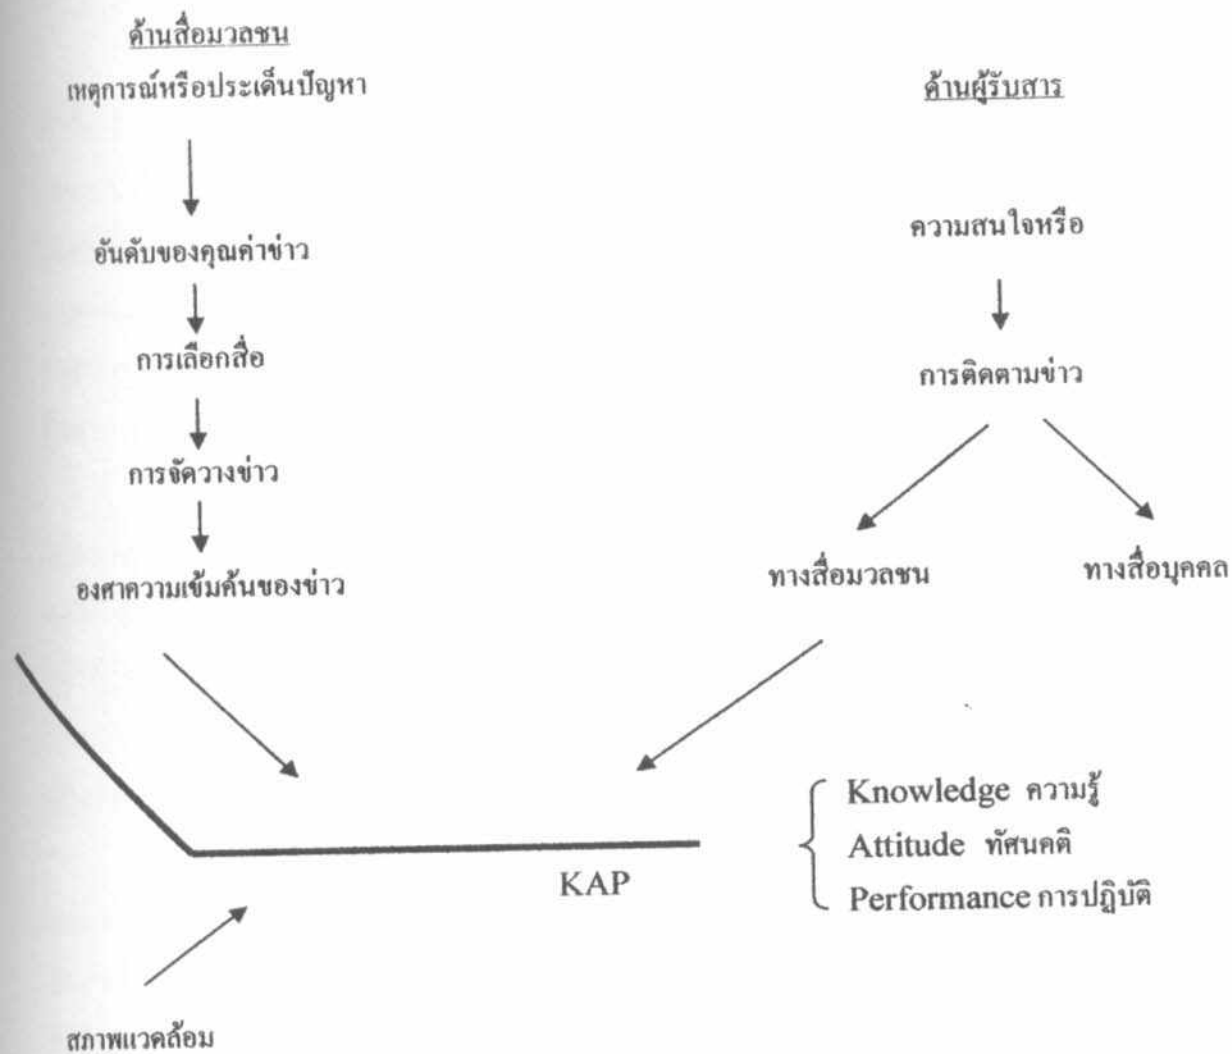 ด้านสื่อมวลชน
เหตุการณ์หรือประเด็นปัญหา
อันดับของคุณค่าข่าว
การเลือกสื่อ
การจัดวางข่าว
องศาความเข้มค้นของข่าว
ด้านผู้รับสาร
ความสนใจหรือ
การติดตามข่าว
ทางสื่อมวลชน
ทางสื่อบุคคล
KAP
Knowledge ความรู้
Attitude ทัศนคติ
Performance การปฏิบัติ
สภาพแวดล้อม